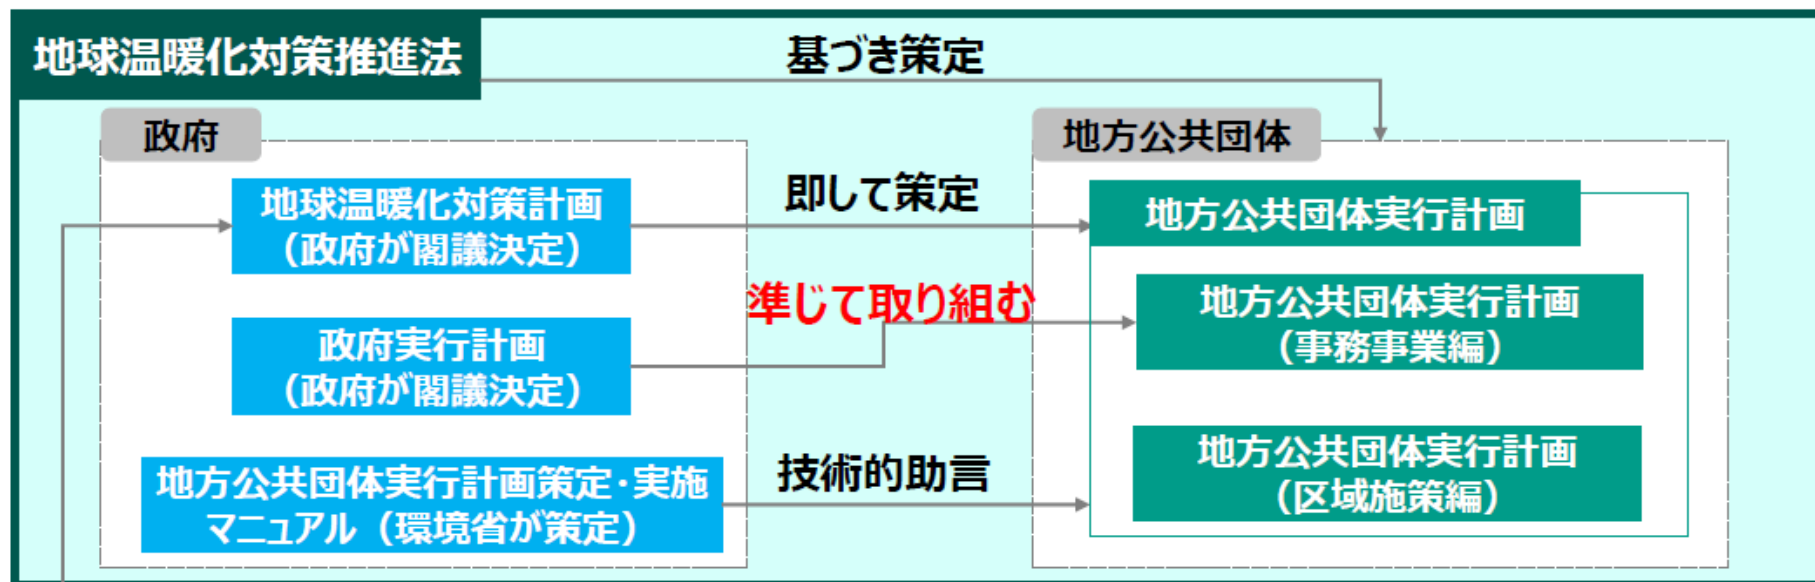 地球温暖化対策推進法
基づき策定
政府
地方公共団体
地球温暖化対策計画
（政府が閣議決定）
即して策定
地方公共団体実行計画
準じて取り組む
地方公共団体実行計画
（事務事業編）
政府実行計画
（政府が閣議決定）
技術的助言
地方公共団体実行計画
（区域施策編）
地方公共団体実行計画策定・実施
マニュアル（環境省が策定）